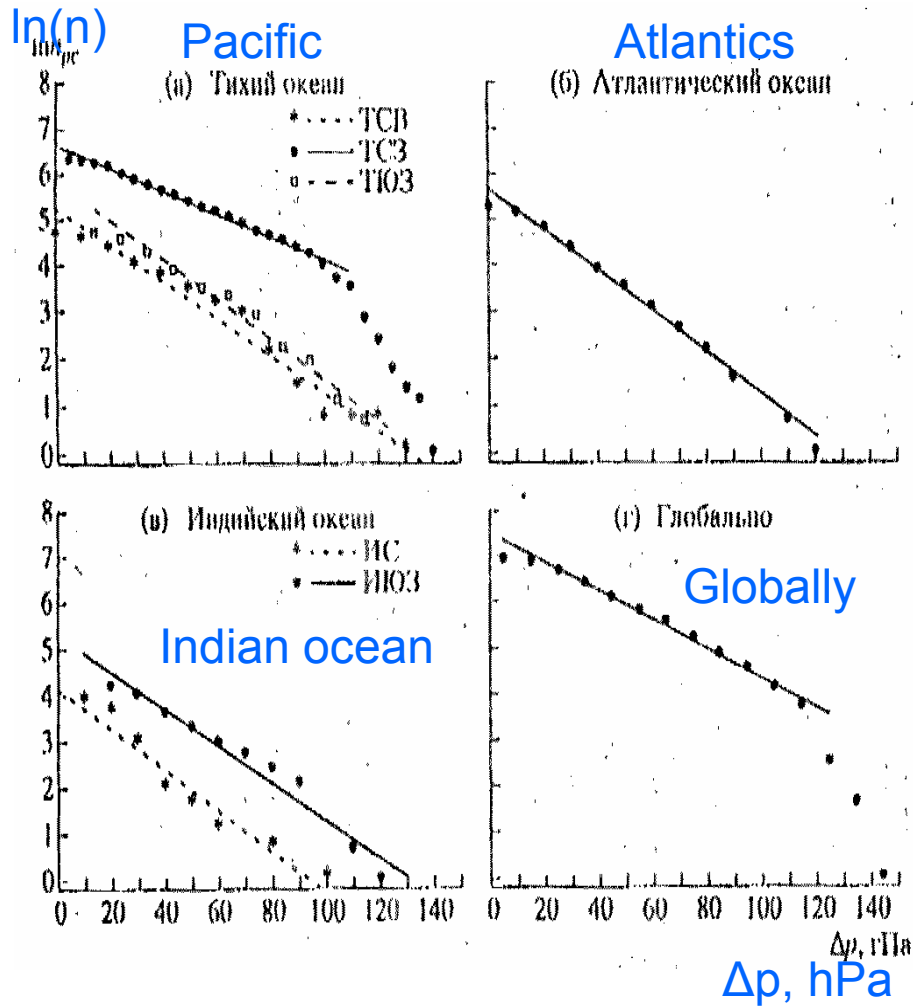 ln(n)
Pacific
Atlantics
8
(а) Тихий океан
(б) Атлантический океан
7
ТСВ
ТСЗ
6
ТЮЗ
5
4
3
2
1
0
8
(в) Индийский океан
(г) Глобально
7
ИС
ИЮЗ
6
Globally
Indian ocean
5
4
3
2
1
0
0 20 40 60 80 100 120 140
0 20 40 60 80 100 120 140
Δp, гПа
Δp, hPa